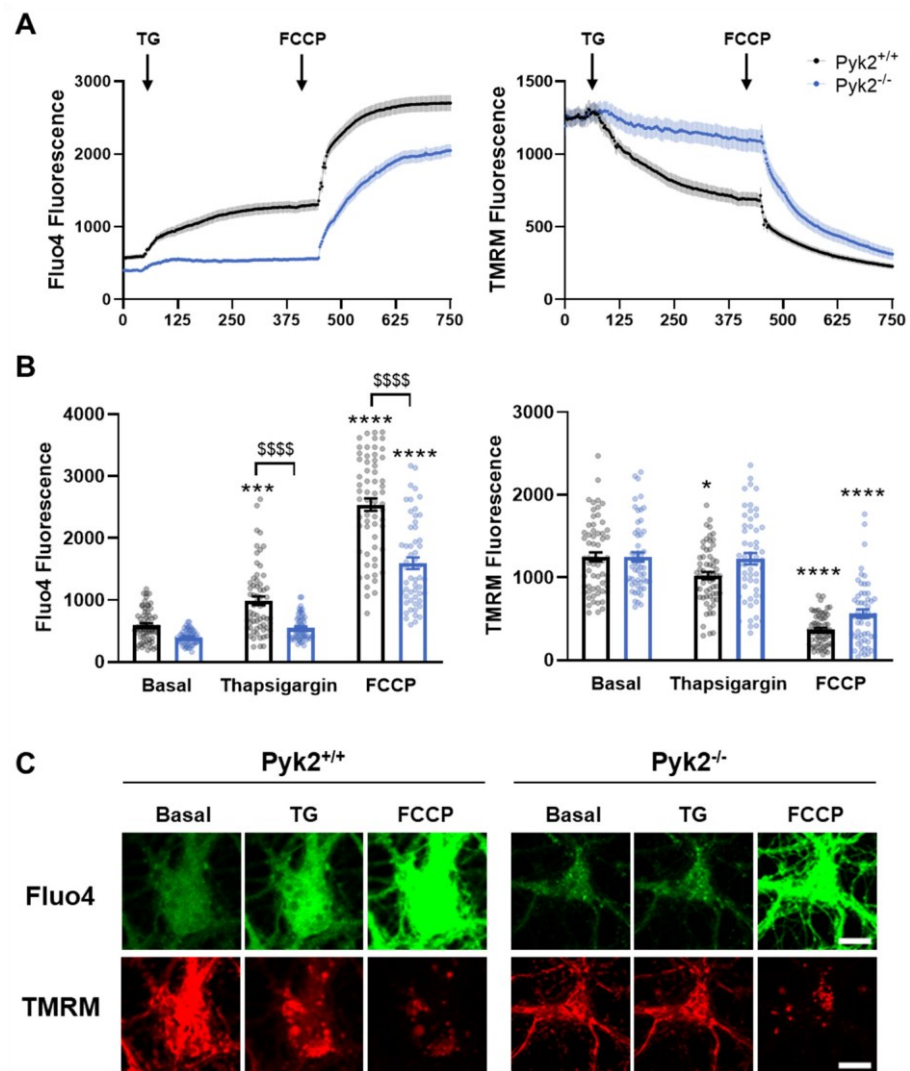 A
TG FCCP
TG FCCP
Pyk2+/+
Pyk2-/-
Fluo4 Fluorescence
3000
2000
1000
0
0 125 250 375 500 625 750
TMRM Fluorescence
1500
1000
500
0
0 125 250 375 500 625 750
B
Fluo4 Fluorescence
4000
3000
2000
1000
0
$$$$
$$$$
****
****
***
Basal Thapsigargin FCCP
TMRM Fluorescence
3000
2000
1000
0
*
****
****
Basal Thapsigargin FCCP
C
Pyk2+/+ Pyk2-/-
Basal TG FCCP Basal TG FCCP
Fluo4
TMRM